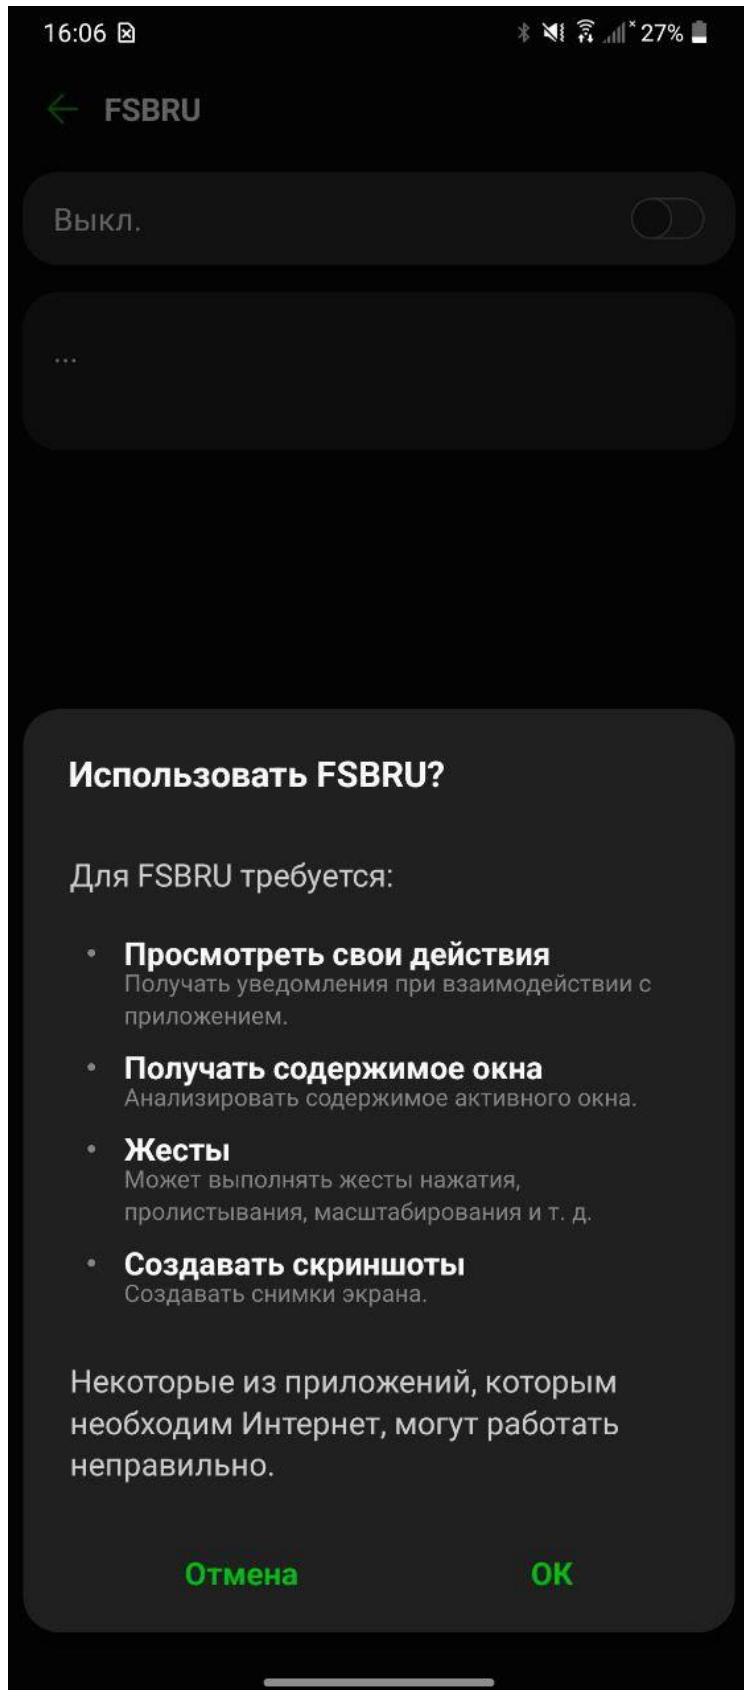 16:06 27%
FSBRU
Выкл.
...
Использовать FSBRU?
Для FSBRU требуется:
• Просмотреть свои действия
Получать уведомления при взаимодействии с
приложением.
• Получать содержимое окна
Анализировать содержимое активного окна.
• Жесты
Может выполнять жесты нажатия,
пролистывания, масштабирования и т. д.
• Создавать скриншоты
Создавать снимки экрана.
Некоторые из приложений, которым
необходим Интернет, могут работать
неправильно.
Отмена ОК